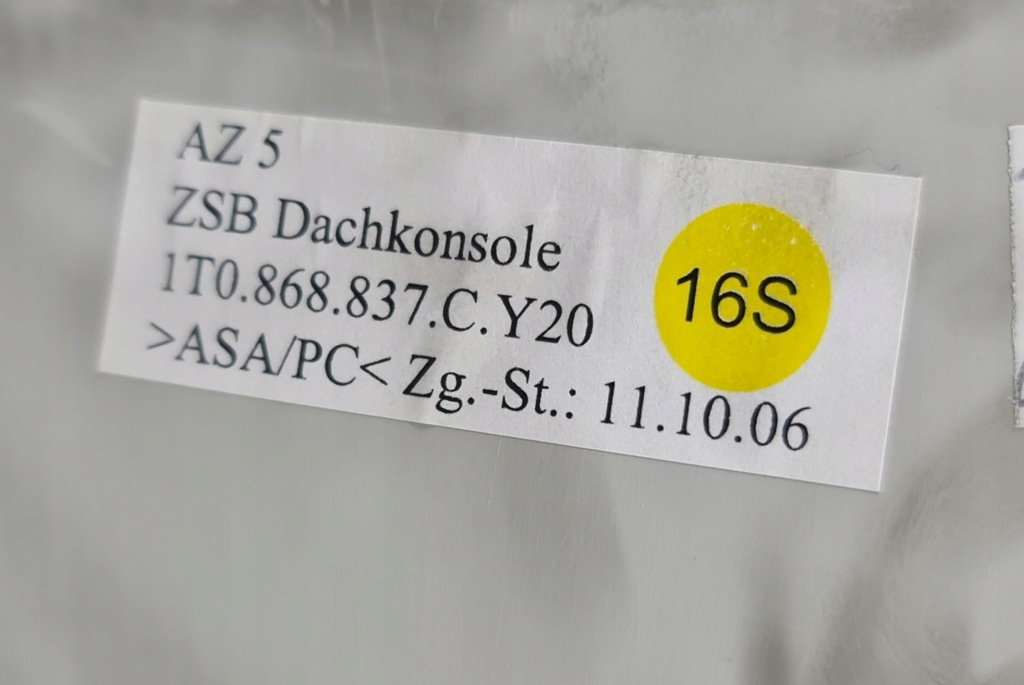 AZ 5
ZSB Dachkonsole
1T0.868.837.C.Y20
16S
>ASA/PC< Zg.-St.: 11.10.06